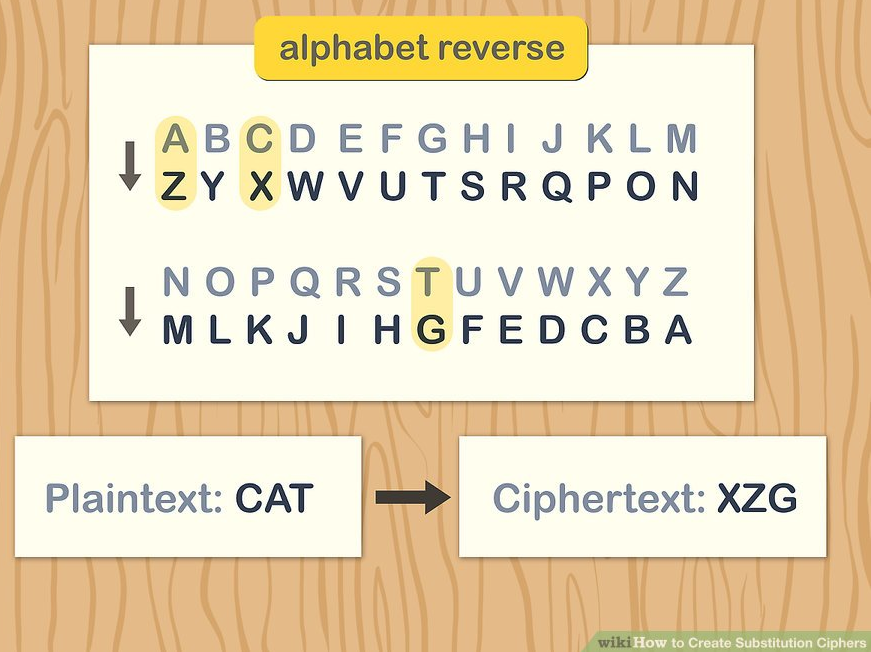 alphabet reverse
A B C D E F G H I J K L M
Z Y X W V U T S R Q P O N
N O P Q R S T U V W X Y Z
M L K J I H G F E D C B A
Plaintext: CAT
Ciphertext: XZG
wikiHow to Create Substitution Ciphers